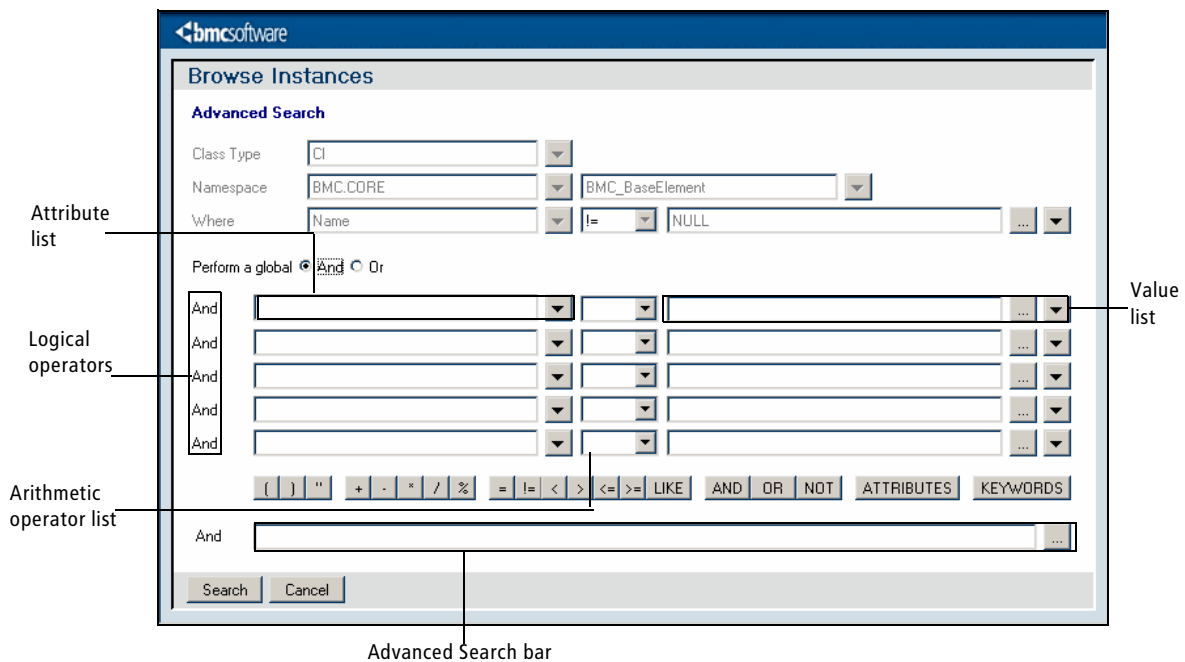 bmcsoftware
Browse Instances
Advanced Search
Class Type CI
Namespace BMC.CORE BMC_BaseElement
Where Name != NULL ...
Attribute
list
Perform a global And Or
And ...
Value
list
And ...
Logical
operators
And ...
And ...
And ...
( ) " + - * / % = != < > <= >= LIKE AND OR NOT ATTRIBUTES KEYWORDS
Arithmetic
operator list
And ...
Search Cancel
Advanced Search bar